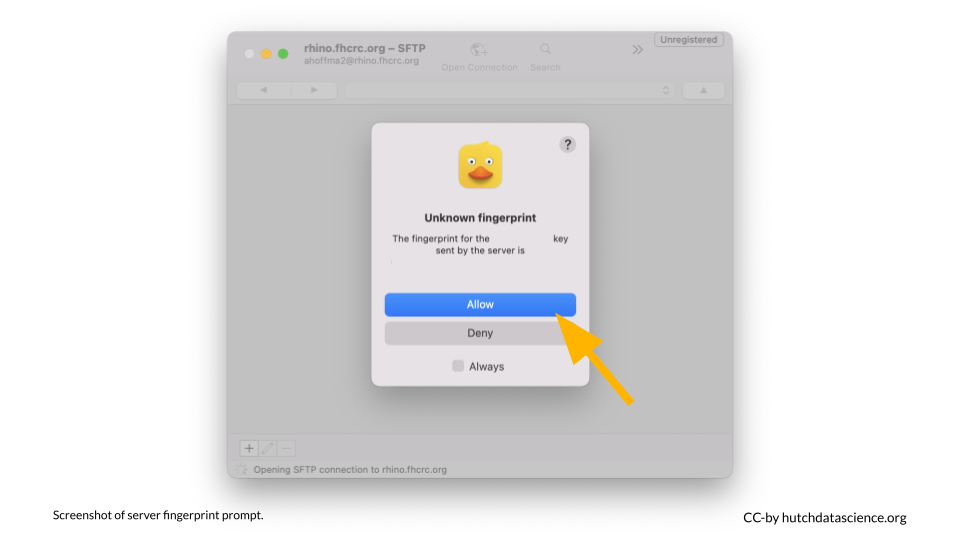 rhino.fhcrc.org – SFTP
ahoffma2@rhino.fhcrc.org
Open Connection
Search
Unregistered
?
Unknown fingerprint
The fingerprint for the key
sent by the server is
Allow
Deny
Always
Opening SFTP connection to rhino.fhcrc.org
Screenshot of server fingerprint prompt.
CC-by hutchdatascience.org